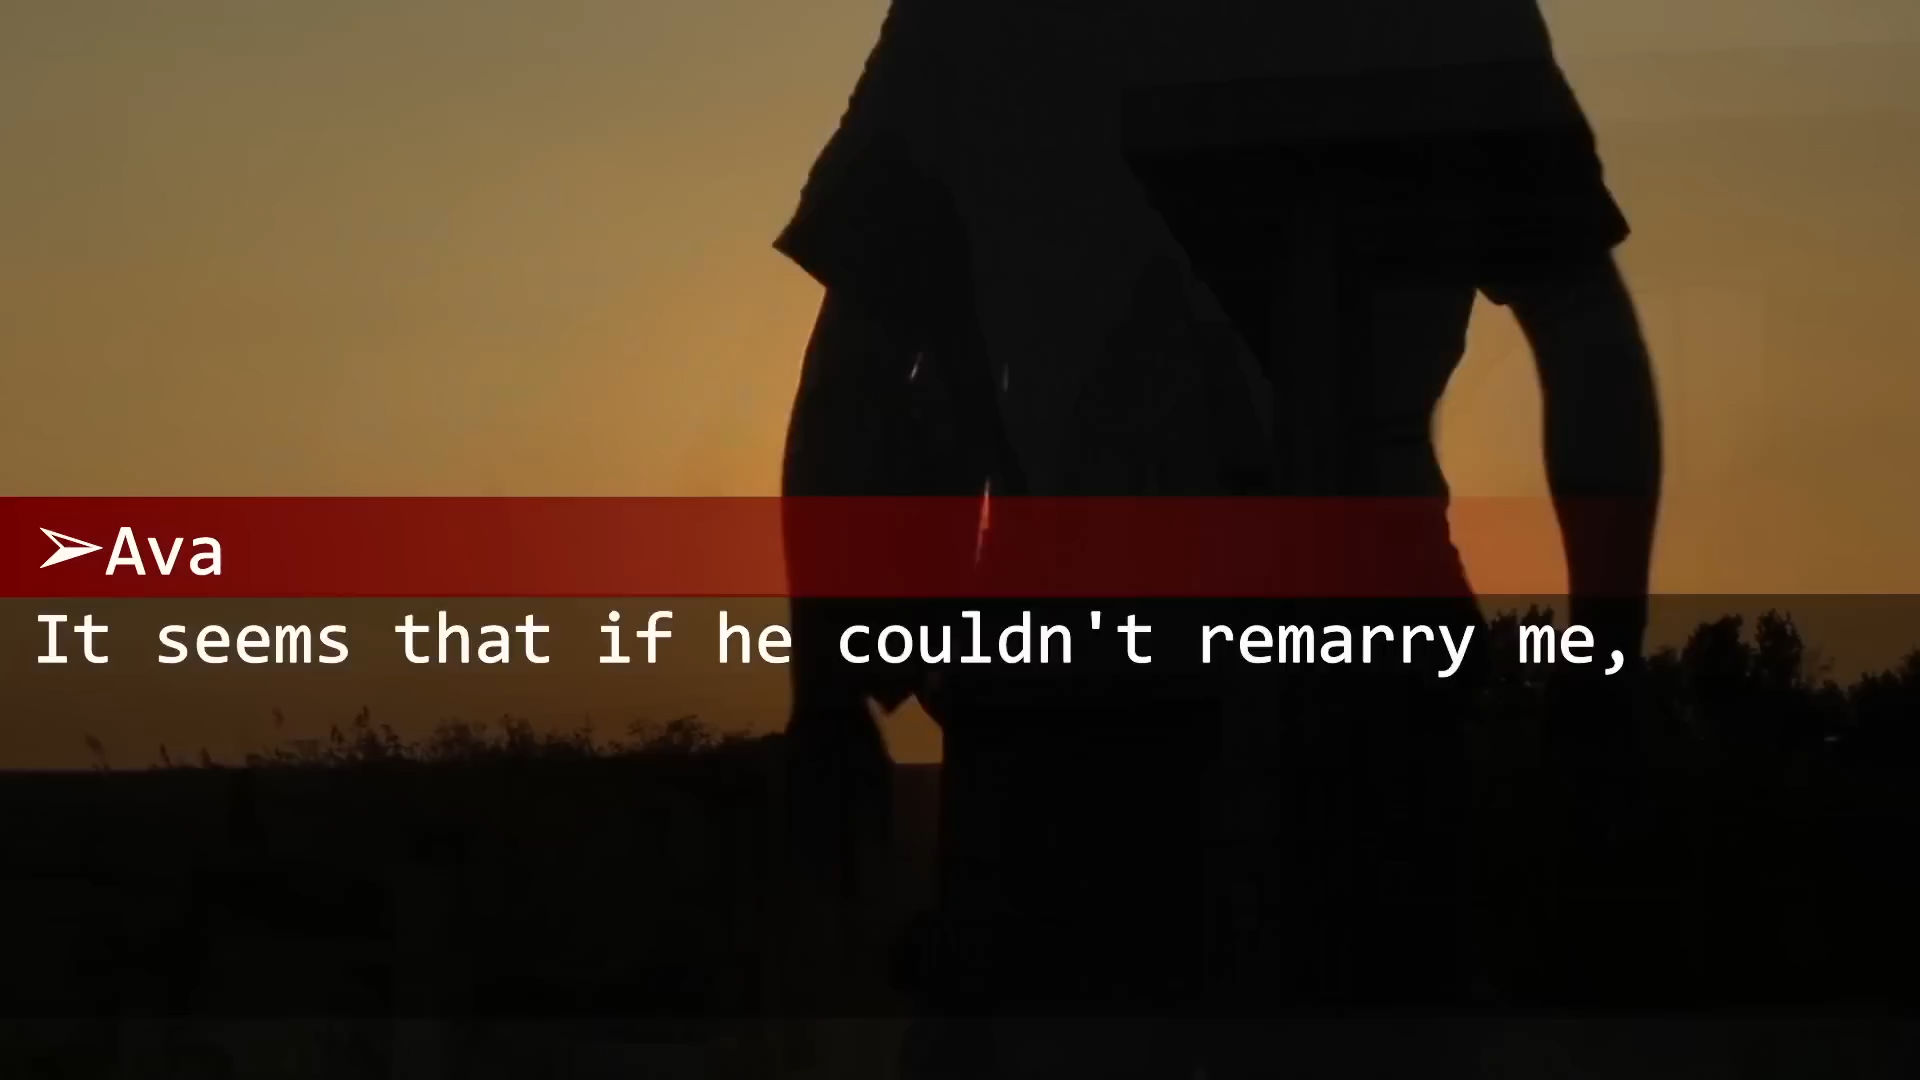 ➢Ava
It seems that if he couldn't remarry me,